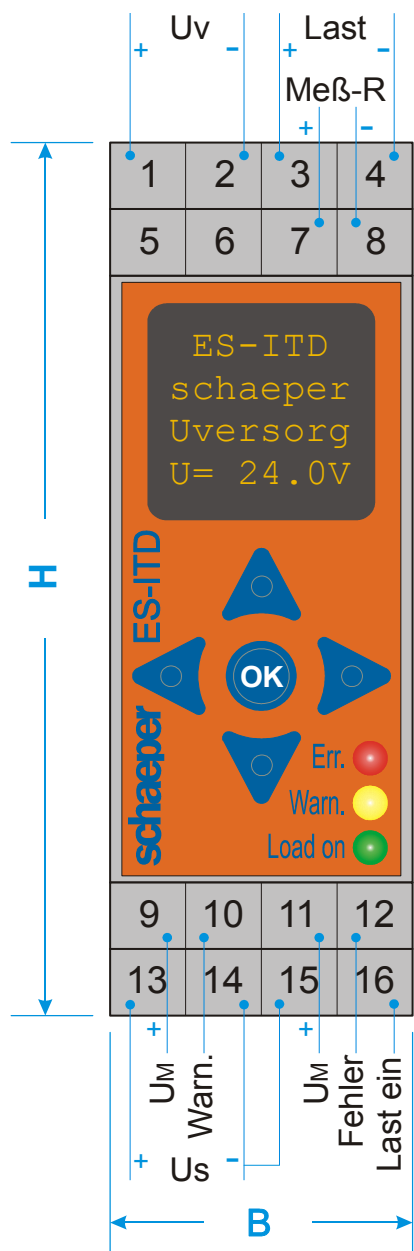 Uv Last
+ - + -
Meß-R
+ -
1 2 3 4
5 6 7 8
ES-ITD
schaeper
Uversorg
U= 24.0V
H
schaeper ES-ITD
OK
Err.
Warn.
Load on
9 10 11 12
13 14 15 16
+ UM Warn. + UM Fehler Last ein
+ Us -
B